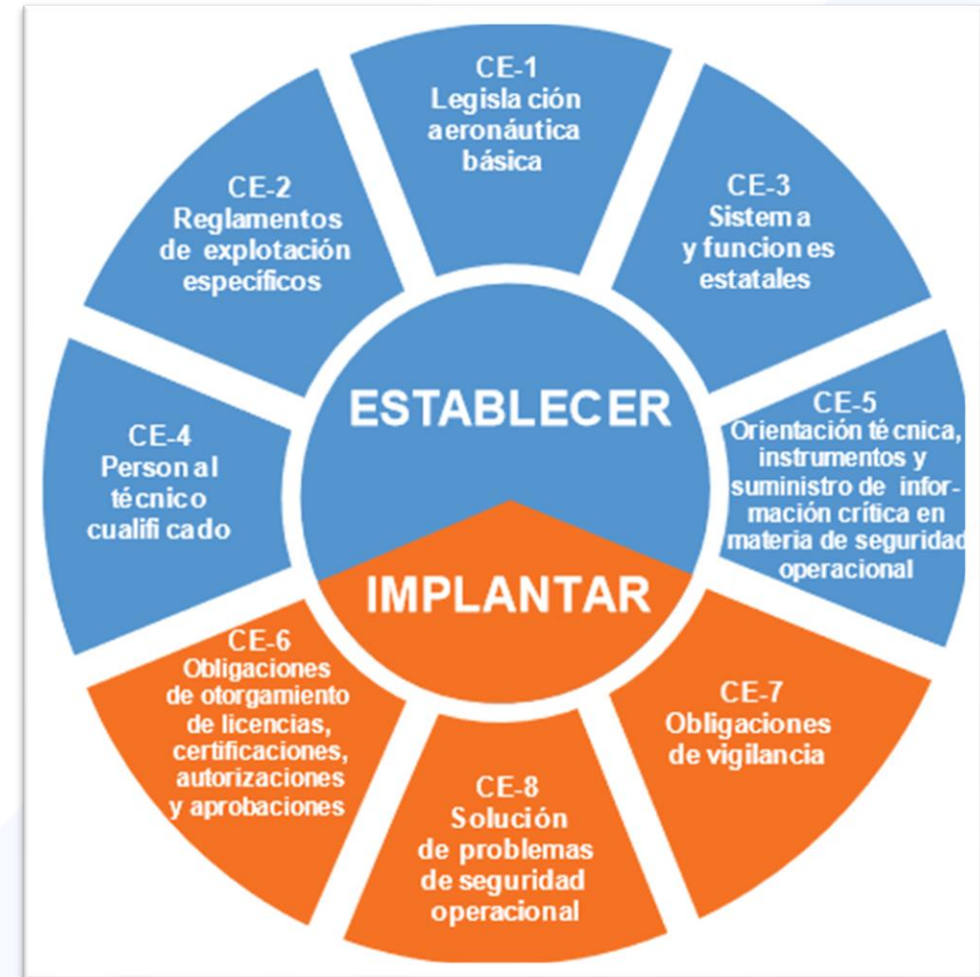 CE-1
Legislación
aeronáutica
básica
CE-2
Reglamentos
de explotación
específicos
CE-3
Sistema
y funciones
estatales
ESTABLECER
CE-4
Personal
técnico
cualificado
CE-5
Orientación técnica,
instrumentos y
suministro de infor-
mación crítica en
materia de seguridad
operacional
IMPLANTAR
CE-6
Obligaciones
de otorgamiento
de licencias,
certificaciones,
autorizaciones
y aprobaciones
CE-7
Obligaciones
de vigilancia
CE-8
Solución
de problemas
de seguridad
operacional